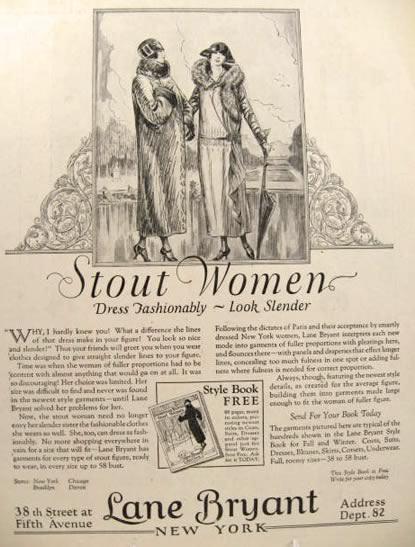 Stout Women
Dress Fashionably ~ Look Slender
"WHY, I hardly knew you! What a difference the lines
of that dress make in your figure! You look so nice
and slender!" Thus your friends will greet you when you wear
clothes designed to give straight slender lines to your figure.
Time was when the woman of fuller proportions had to be
content with almost anything that would go on at all. It was
so discouraging! Her choice was limited. Her
size was difficult to find and never was found
in the newest style garments—until Lane
Bryant solved her problems for her.
Now, the stout woman need no longer
envy her slender sister the fashionable clothes
she wears so well. She, too, can dress as fash-
ionably. No more shopping everywhere in
vain for a size that will fit—Lane Bryant has
garments for every type of stout figure, ready
to wear, in every size up to 58 bust.
Stores: New York Chicago
Brooklyn Detroit
Style Book
FREE
Following the dictates of Paris and their acceptance by smartly
dressed New York women, Lane Bryant interprets each new
mode into garments of fuller proportions with pleatings here,
and flounces there—with panels and draperies that effect longer
lines, concealing too much fulness in one spot or adding ful-
ness where fulness is needed for correct proportion.
Always, though, featuring the newest style
details, as created for the average figure,
building them into garments made large
enough to fit the woman of fuller figure.
Send For Your Book Today
The garments pictured here are typical of the
hundreds shown in the Lane Bryant Style
Book for Fall and Winter. Coats, Suits,
Dresses, Blouses, Skirts, Corsets, Underwear.
Full, roomy sizes—38 to 58 bust.
This Style Book is Free
Write for your copy today
38th Street at
Fifth Avenue
Lane Bryant
NEW YORK
Address
Dept. 82